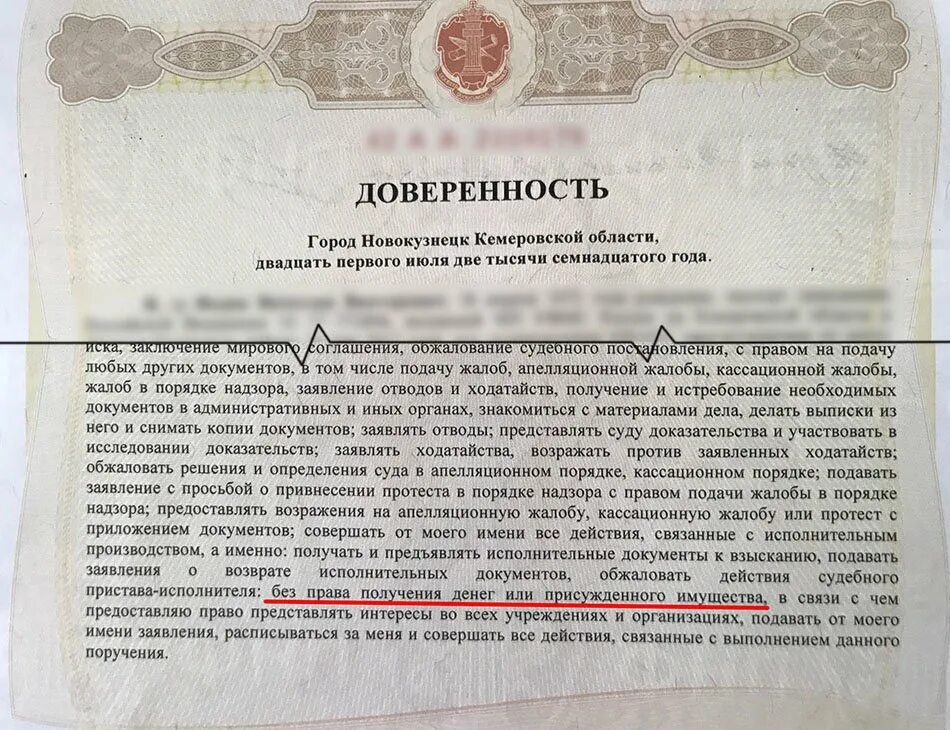 ДОВЕРЕННОСТЬ
Город Новокузнецк Кемеровской области,
двадцать первого июля две тысячи семнадцатого года.
иска, заключение мирового соглашения, обжалование судебного постановления, с правом на подачу
любых других документов, в том числе подачу жалоб, апелляционной жалобы, кассационной жалобы,
жалоб в порядке надзора, заявление отводов и ходатайств, получение и истребование необходимых
документов в административных и иных органах, знакомиться с материалами дела, делать выписки из
него и снимать копии документов; заявлять отводы; представлять суду доказательства и участвовать в
исследовании доказательств; заявлять ходатайства, возражать против заявленных ходатайств;
обжаловать решения и определения суда в апелляционном порядке, кассационном порядке; подавать
заявление с просьбой о привнесении протеста в порядке надзора с правом подачи жалобы в порядке
надзора; предоставлять возражения на апелляционную жалобу, кассационную жалобу или протест с
приложением документов; совершать от моего имени все действия, связанные с исполнительным
производством, а именно: получать и предъявлять исполнительные документы к взысканию, подавать
заявления о возврате исполнительных документов, обжаловать действия судебного
пристава-исполнителя: без права получения денег или присужденного имущества, в связи с чем
предоставляю право представлять интересы во всех учреждениях и организациях, подавать от моего
имени заявления, расписываться за меня и совершать все действия, связанные с выполнением данного
поручения.